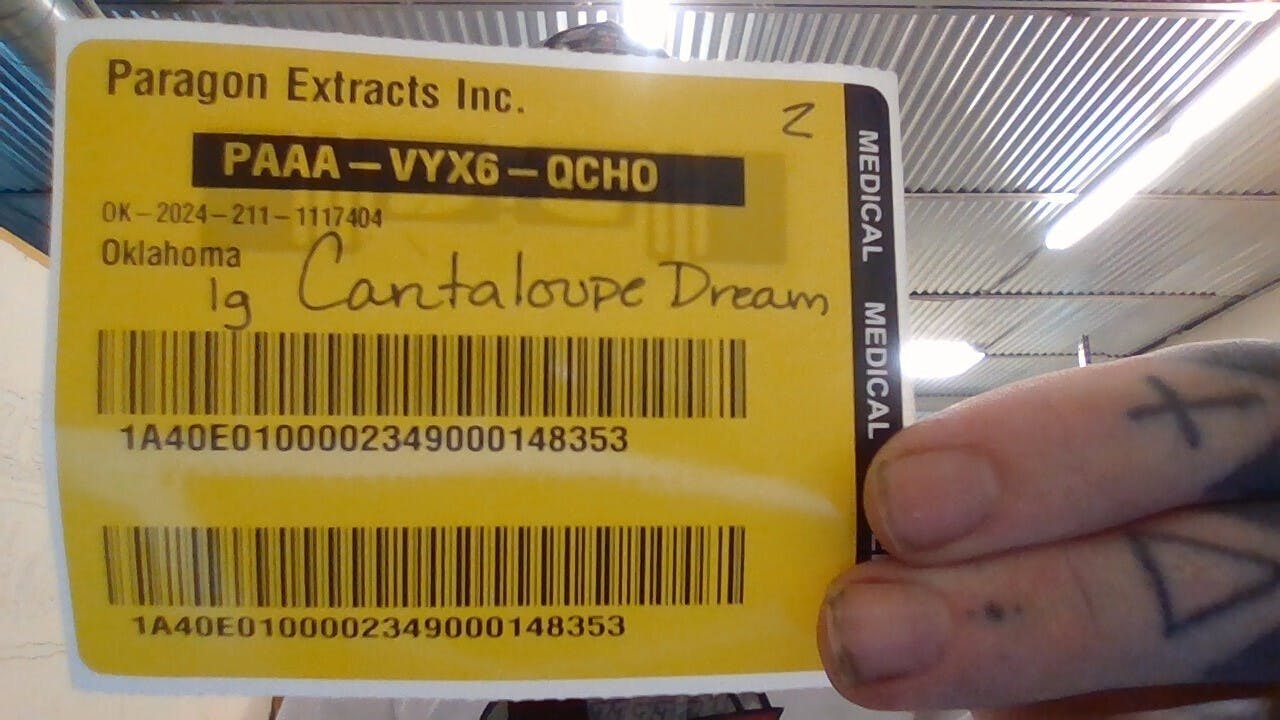 Paragon Extracts Inc.
2
PAAA-VYX6-QCHO
OK-2024-211-1117404
Oklahoma
1g Cantaloupe Dream
1A40E0100002349000148353
1A40E0100002349000148353
MEDICAL MEDICAL